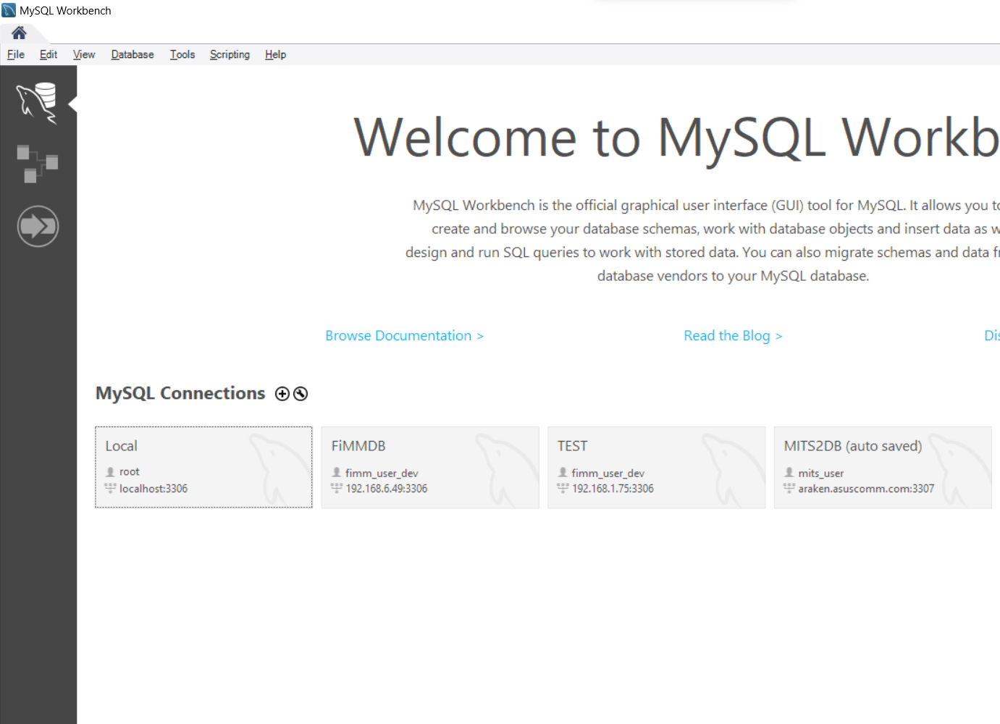 MySQL Workbench
File Edit View Database Tools Scripting Help
Welcome to MySQL Workb
MySQL Workbench is the official graphical user interface (GUI) tool for MySQL. It allows you to
create and browse your database schemas, work with database objects and insert data as w
design and run SQL queries to work with stored data. You can also migrate schemas and data fr
database vendors to your MySQL database.
Browse Documentation > Read the Blog > Dis
MySQL Connections
Local
root
localhost:3306
FiMMDB
fimm_user_dev
192.168.6.49:3306
TEST
fimm_user_dev
192.168.1.75:3306
MITS2DB (auto saved)
mits_user
araken.asuscomm.com:3307